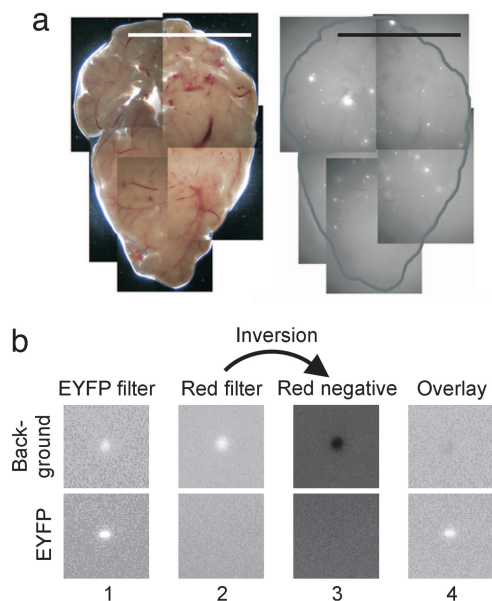 a
b
Inversion
EYFP filter Red filter Red negative Overlay
Back-
ground
EYFP
1 2 3 4